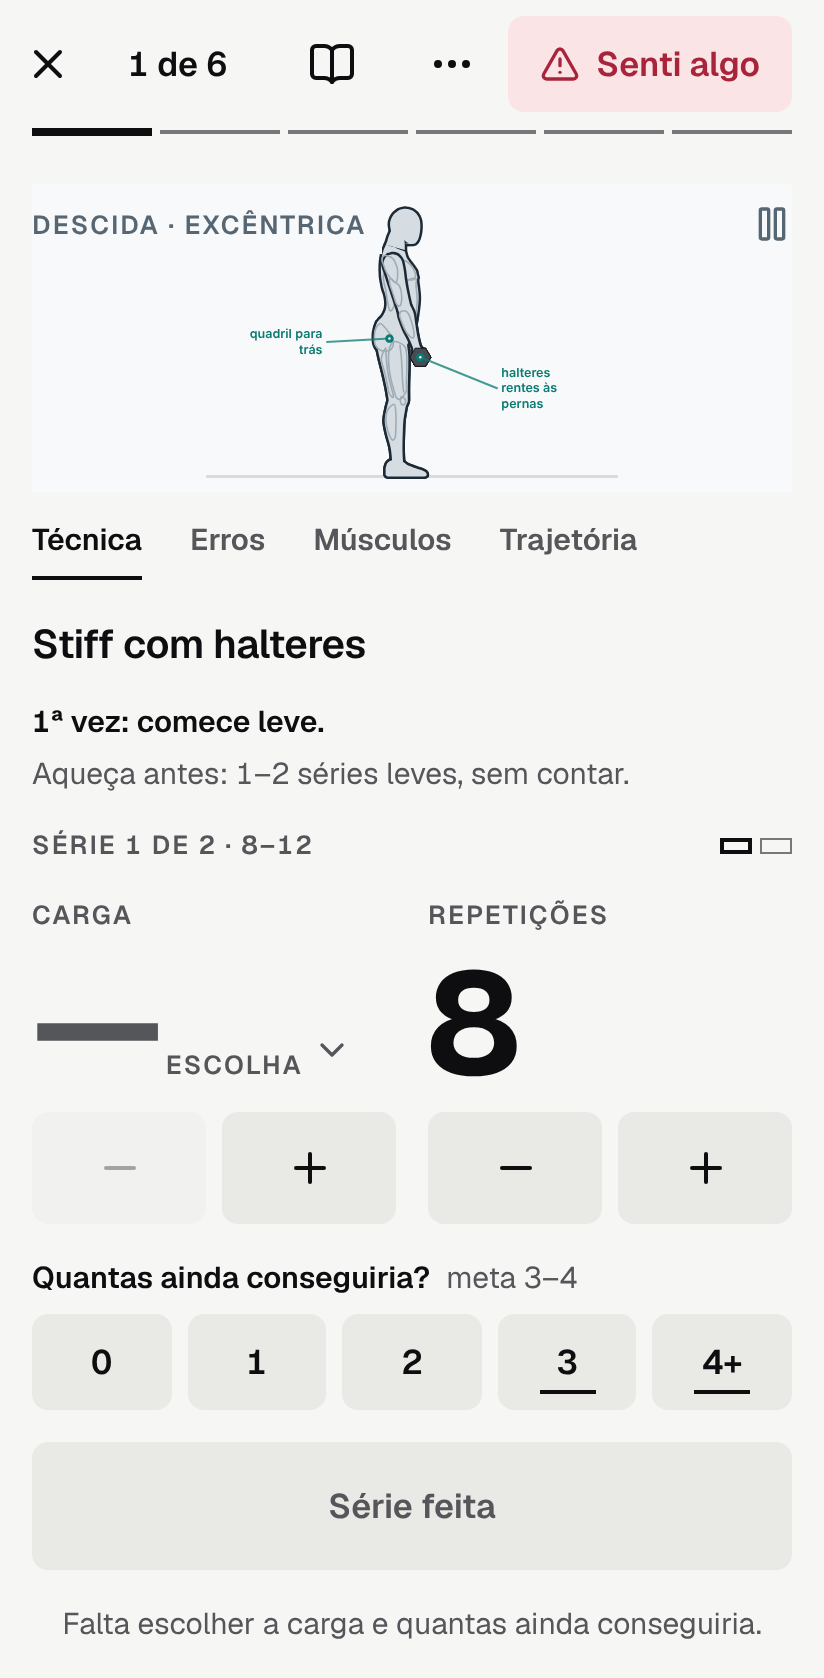 1 de 6
Senti algo
DESCIDA · EXCÊNTRICA
quadril para
trás
halteres
rentes às
pernas
Técnica Erros Músculos Trajetória
Stiff com halteres
1ª vez: comece leve.
Aqueça antes: 1–2 séries leves, sem contar.
SÉRIE 1 DE 2 · 8–12
CARGA REPETIÇÕES
— ESCOLHA 8
− + − +
Quantas ainda conseguiria? meta 3–4
0 1 2 3 4+
Série feita
Falta escolher a carga e quantas ainda conseguiria.